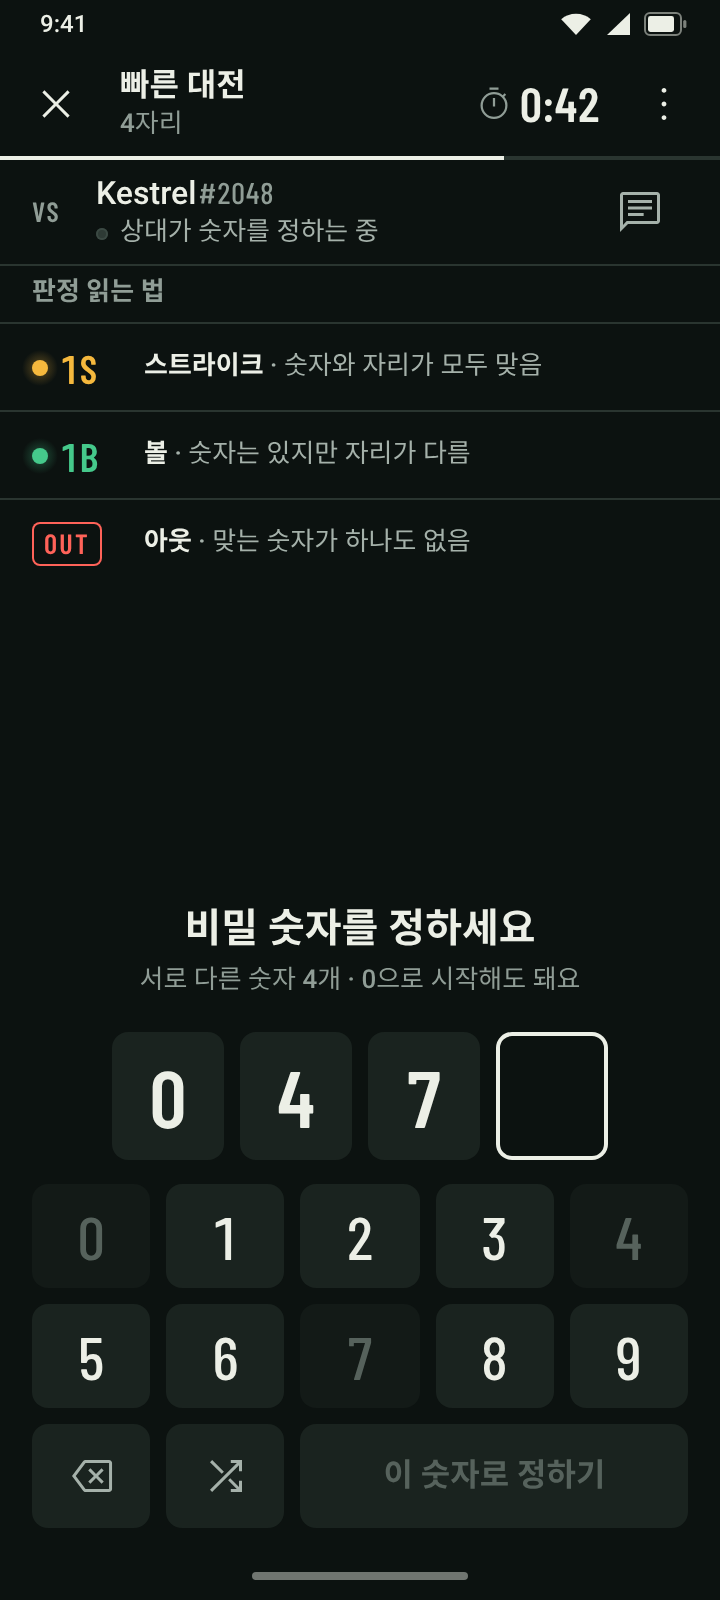 9:41
빠른 대전
4자리
0:42
VS
Kestrel#2048
상대가 숫자를 정하는 중
판정 읽는 법
1S 스트라이크 · 숫자와 자리가 모두 맞음
1B 볼 · 숫자는 있지만 자리가 다름
OUT 아웃 · 맞는 숫자가 하나도 없음
비밀 숫자를 정하세요
서로 다른 숫자 4개 · 0으로 시작해도 돼요
0 4 7
0 1 2 3 4
5 6 7 8 9
이 숫자로 정하기